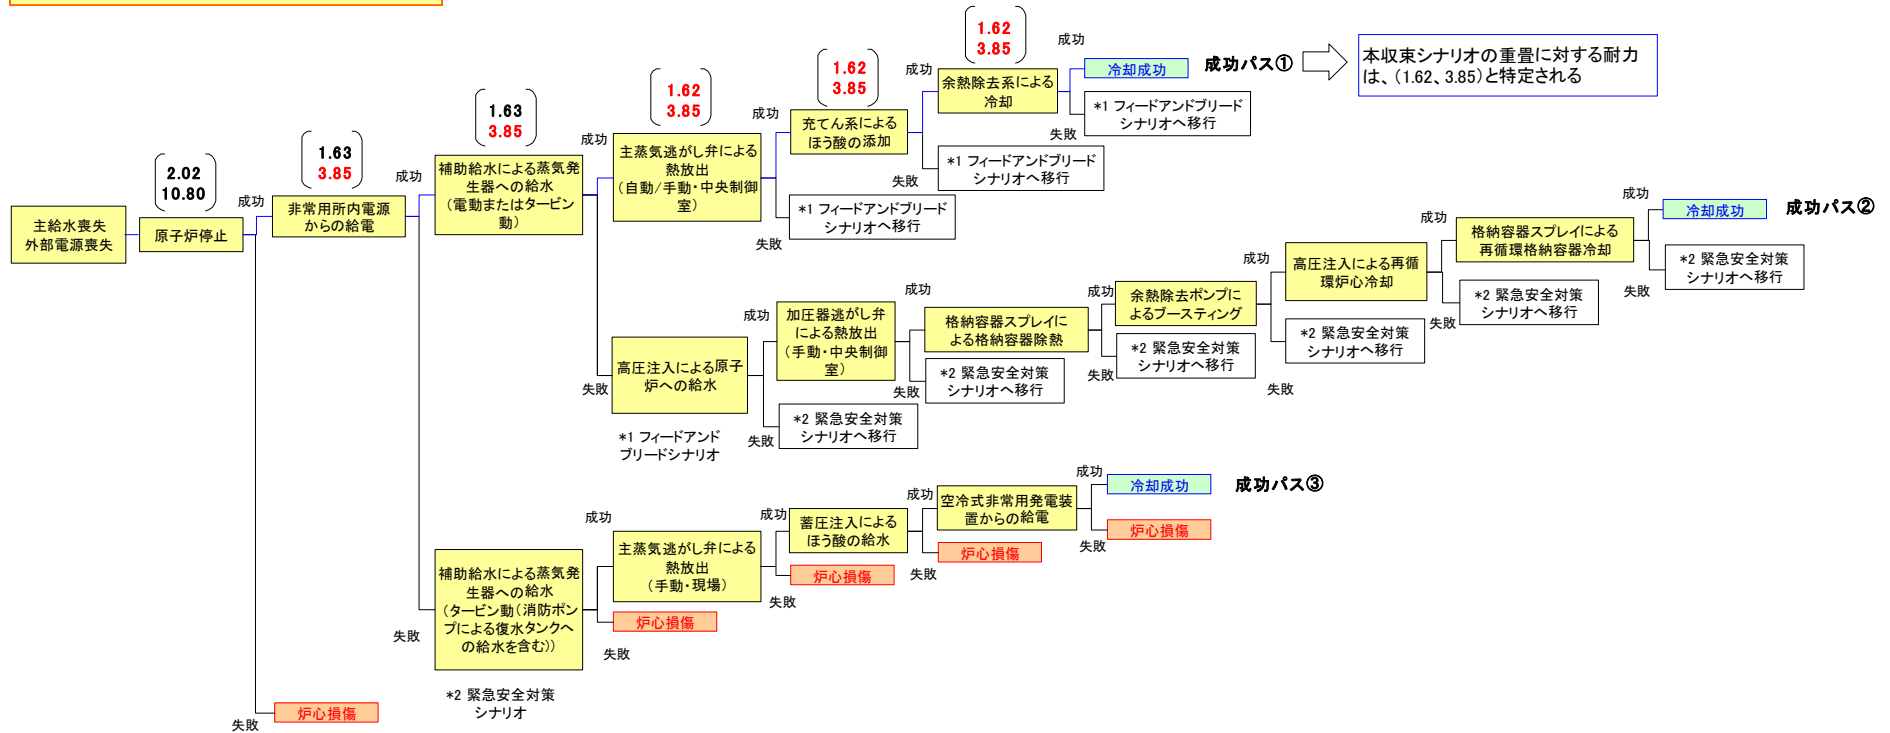 主給水喪失
外部電源喪失
2.02
10.80
原子炉停止
成功
失敗
炉心損傷
1.63
3.85
非常用所内電源
からの給電
成功
失敗
1.63
3.85
補助給水による蒸気発
生器への給水
(電動またはタービン
動)
成功
失敗
1.62
3.85
主蒸気逃がし弁による
熱放出
(自動/手動・中央制御
室)
成功
失敗
*1 フィードアンドブリード
シナリオへ移行
1.62
3.85
充てん系による
ほう酸の添加
成功
失敗
*1 フィードアンドブリード
シナリオへ移行
1.62
3.85
余熱除去系による
冷却
成功
失敗
*1 フィードアンドブリード
シナリオへ移行
冷却成功
成功パス①
本収束シナリオの重畳に対する耐力
は、(1.62、3.85)と特定される
高圧注入による原子
炉への給水
*1 フィードアンド
ブリードシナリオ
成功
失敗
*2 緊急安全対策
シナリオへ移行
加圧器逃がし弁
による熱放出
(手動・中央制御
室)
成功
失敗
*2 緊急安全対策
シナリオへ移行
格納容器スプレイに
よる格納容器除熱
成功
失敗
*2 緊急安全対策
シナリオへ移行
余熱除去ポンプに
よるブースティング
成功
失敗
*2 緊急安全対策
シナリオへ移行
高圧注入による再循
環炉心冷却
成功
失敗
*2 緊急安全対策
シナリオへ移行
格納容器スプレイによる
再循環格納容器冷却
成功
失敗
*2 緊急安全対策
シナリオへ移行
冷却成功
成功パス②
補助給水による蒸気発
生器への給水
(タービン動(消防ポン
プによる復水タンクへ
の給水を含む))
*2 緊急安全対策
シナリオ
成功
失敗
炉心損傷
主蒸気逃がし弁による
熱放出
(手動・現場)
成功
失敗
炉心損傷
蓄圧注入による
ほう酸の給水
成功
失敗
炉心損傷
空冷式非常用発電装
置からの給電
成功
失敗
炉心損傷
冷却成功
成功パス③